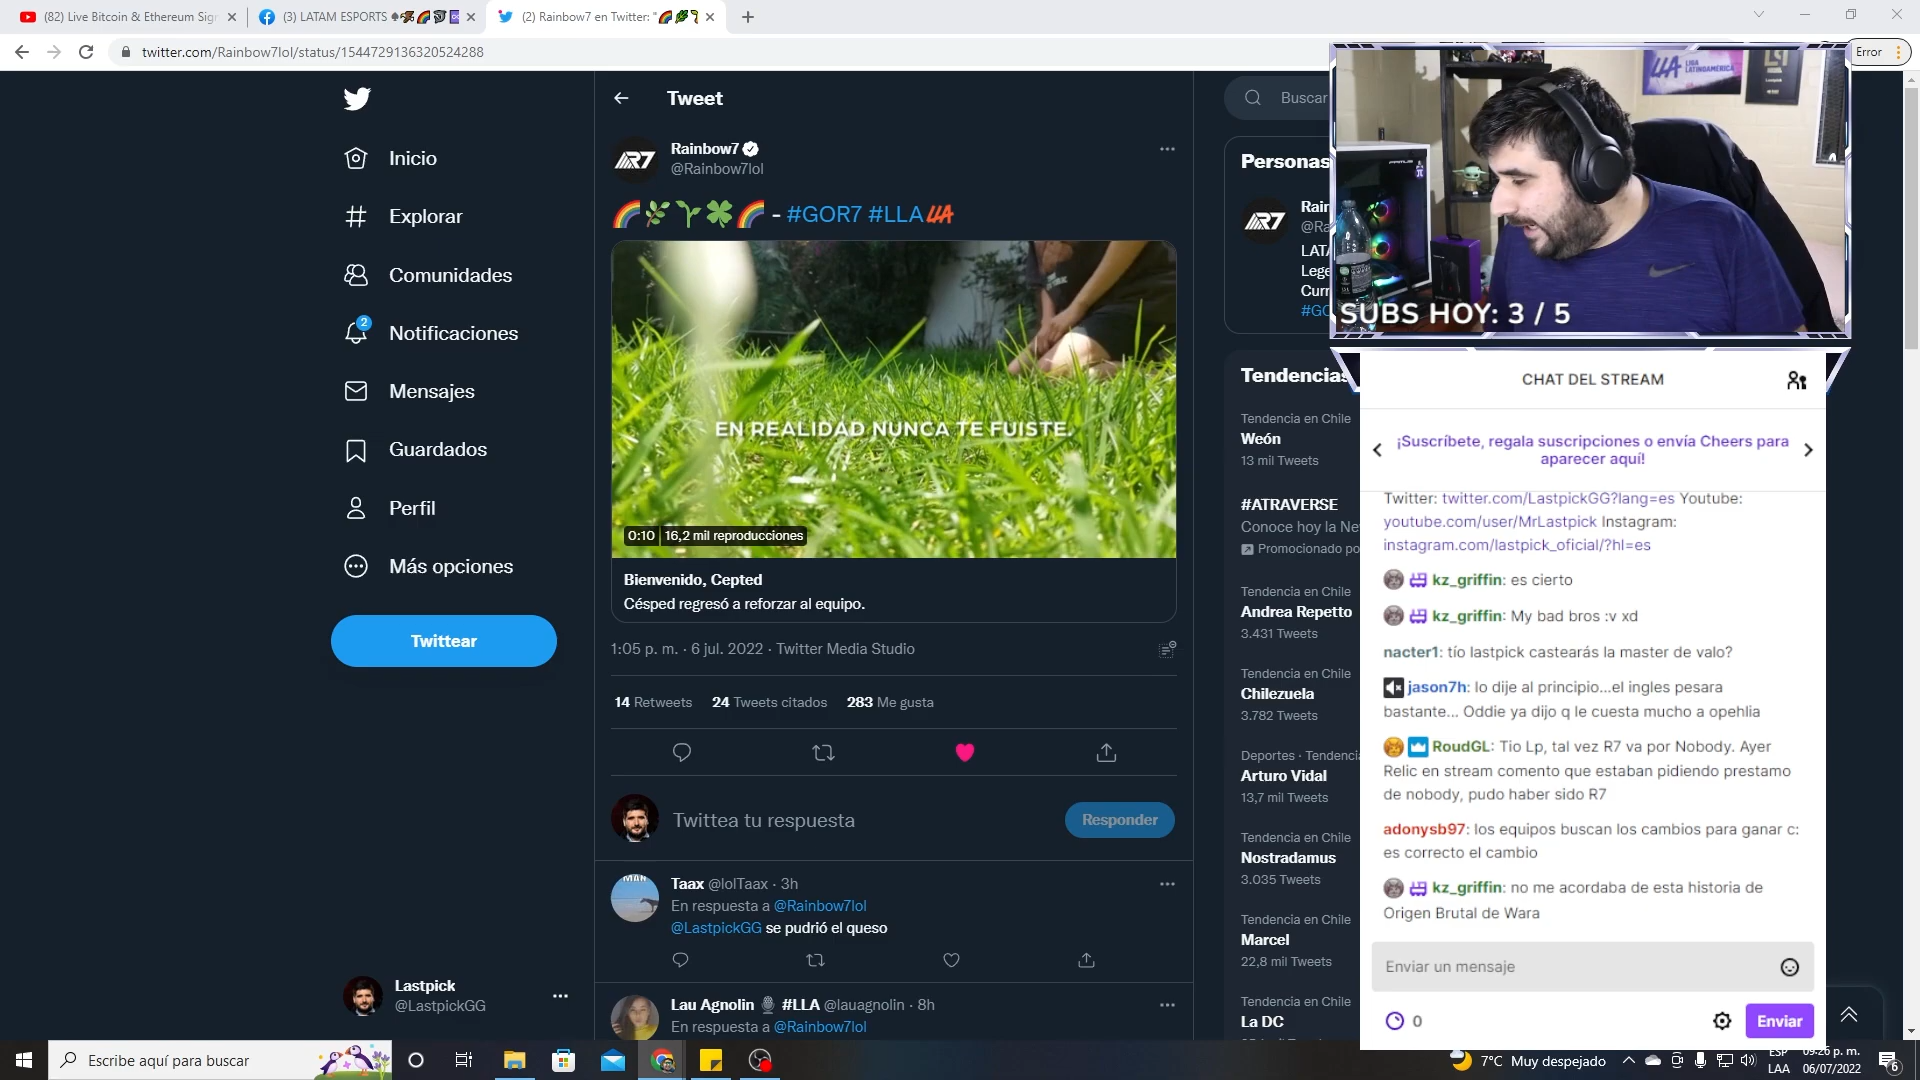 (82) Live Bitcoin & Ethereum Sig
(3) LATAM ESPORTS
(2) Rainbow7 en Twitter: "
twitter.com/Rainbow7lol/status/1544729136320524288
Error
Inicio
Explorar
Comunidades
2
Notificaciones
Mensajes
Guardados
Perfil
Más opciones
Twittear
Lastpick
@LastpickGG
Tweet
R7
Rainbow7
@Rainbow7lol
🌈🌿🌱🍀🌈 - #GOR7 #LLA
EN REALIDAD NUNCA TE FUISTE.
0:10 16,2 mil reproducciones
Bienvenido, Cepted
Césped regresó a reforzar al equipo.
1:05 p. m. · 6 jul. 2022 · Twitter Media Studio
14 Retweets 24 Tweets citados 283 Me gusta
Twittea tu respuesta
Responder
Taax @lolTaax · 3h
En respuesta a @Rainbow7lol
@LastpickGG se pudrió el queso
Lau Agnolin 🎙 #LLA @lauagnolin · 8h
En respuesta a @Rainbow7lol
Buscar
Personas
R7
Rai
@Ra
LATA
Lege
Curr
#GO
Tendencias
Tendencia en Chile
Weón
13 mil Tweets
#ATRAVERSE
Conoce hoy la Ne
Promocionado po
Tendencia en Chile
Andrea Repetto
3.431 Tweets
Tendencia en Chile
Chilezuela
3.782 Tweets
Deportes · Tendencia
Arturo Vidal
13,7 mil Tweets
Tendencia en Chile
Nostradamus
3.035 Tweets
Tendencia en Chile
Marcel
22,8 mil Tweets
Tendencia en Chile
La DC
LLA LIGA LATINOAMÉRICA
SUBS HOY: 3 / 5
CHAT DEL STREAM
¡Suscríbete, regala suscripciones o envía Cheers para
aparecer aquí!
Twitter: twitter.com/LastpickGG?lang=es Youtube:
youtube.com/user/MrLastpick Instagram:
instagram.com/lastpick_oficial/?hl=es
kz_griffin: es cierto
kz_griffin: My bad bros :v xd
nacter1: tío lastpick castearás la master de valo?
jason7h: lo dije al principio...el ingles pesara
bastante... Oddie ya dijo q le cuesta mucho a opehlia
RoudGL: Tio Lp, tal vez R7 va por Nobody. Ayer
Relic en stream comento que estaban pidiendo prestamo
de nobody, pudo haber sido R7
adonysb97: los equipos buscan los cambios para ganar c:
es correcto el cambio
kz_griffin: no me acordaba de esta historia de
Origen Brutal de Wara
Enviar un mensaje
0
Enviar
Escribe aquí para buscar
7°C Muy despejado
ESP
LAA
09:26 p. m.
06/07/2022
6